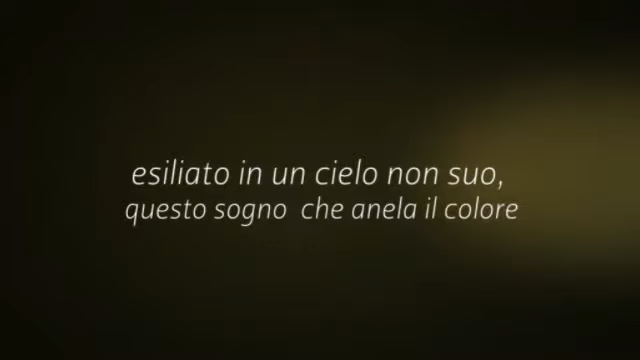 esiliato in un cielo non suo,
questo sogno che anela il colore